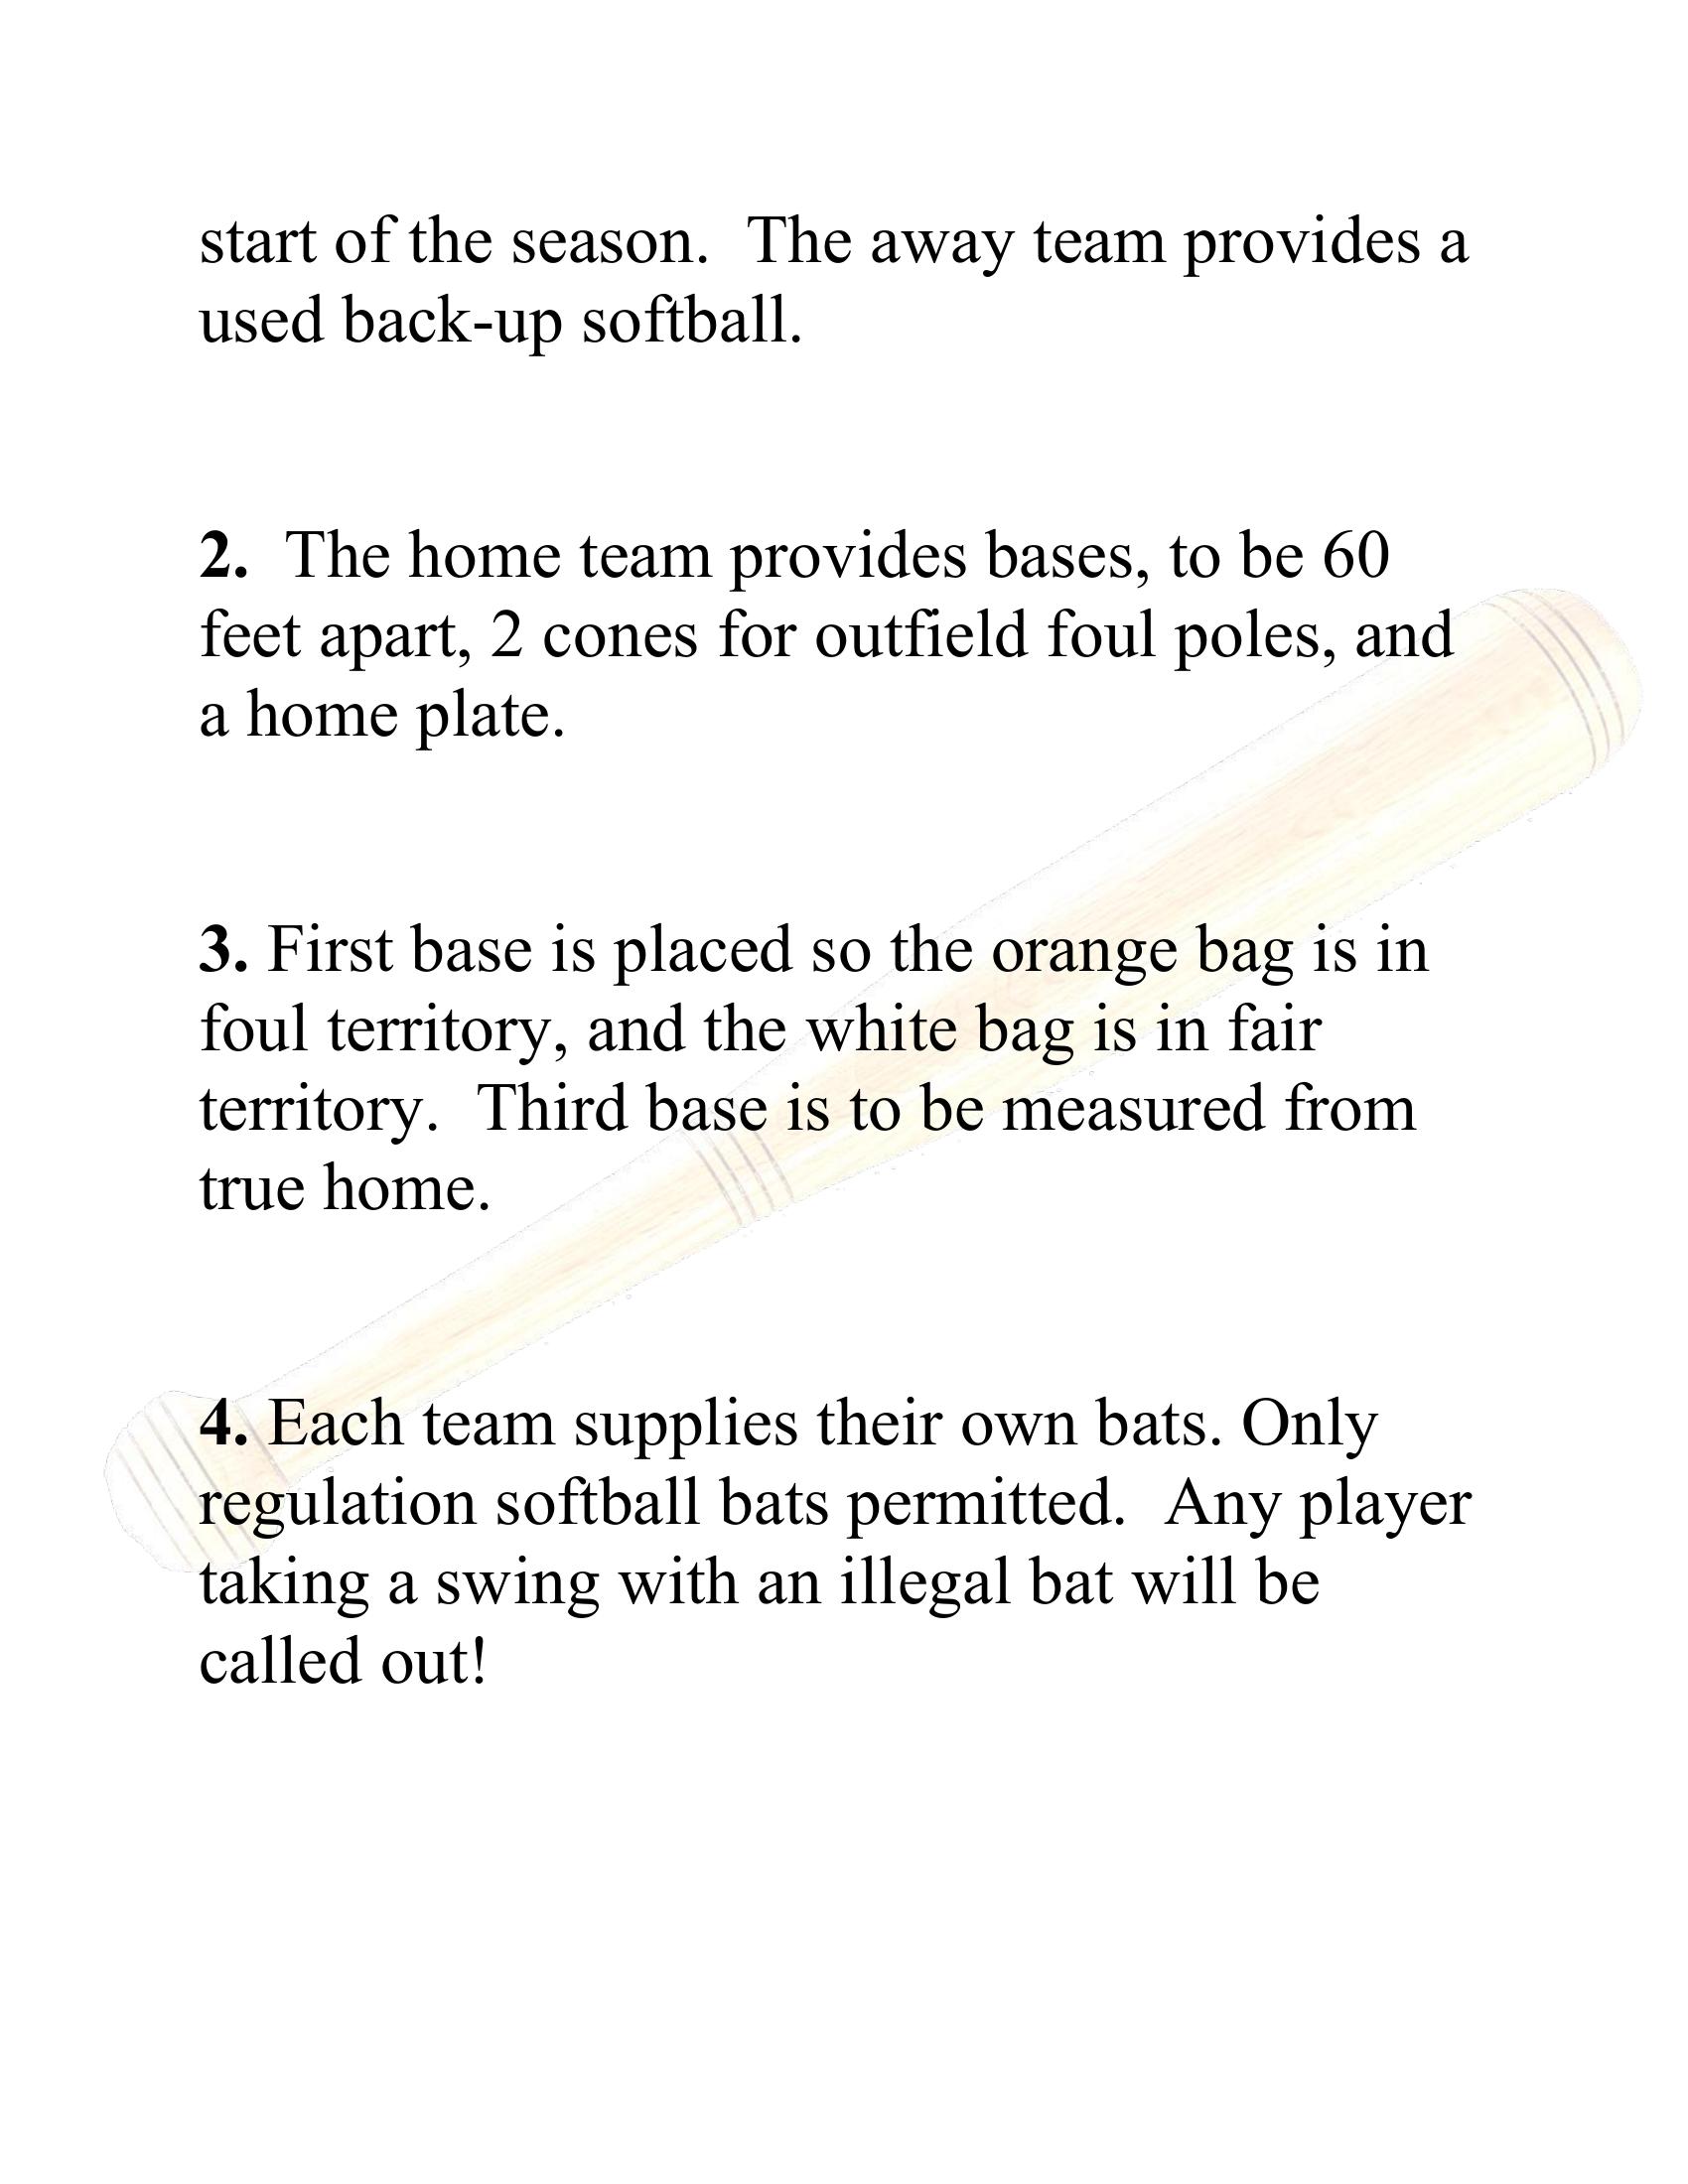 start of the season.  The away team provides a
used back-up softball.
2.  The home team provides bases, to be 60
feet apart, 2 cones for outfield foul poles, and
a home plate.
3. First base is placed so the orange bag is in
foul territory, and the white bag is in fair
territory.  Third base is to be measured from
true home.
4. Each team supplies their own bats. Only
regulation softball bats permitted.  Any player
taking a swing with an illegal bat will be
called out!